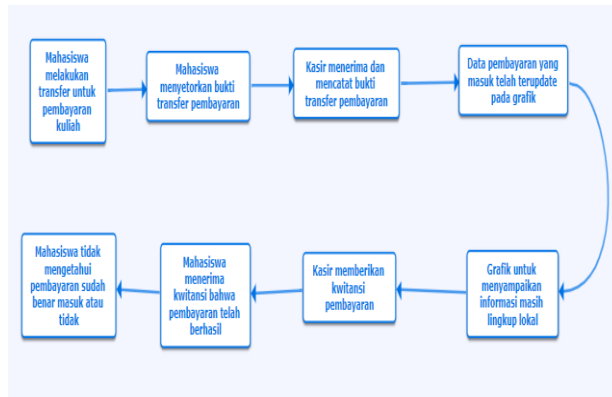 Mahasiswa
melakukan
transfer untuk
pembayaran
kuliah
Mahasiswa
menyetorkan bukti
transfer pembayaran
Kasir menerima dan
mencatat bukti
transfer pembayaran
Data pembayaran yang
masuk telah terupdate
pada grafik
Grafik untuk
menyampaikan
informasi masih
lingkup lokal
Kasir memberikan
kwitansi
pembayaran
Mahasiswa
menerima
kwitansi bahwa
pembayaran telah
berhasil
Mahasiswa tidak
mengetahui
pembayaran sudah
benar masuk atau
tidak